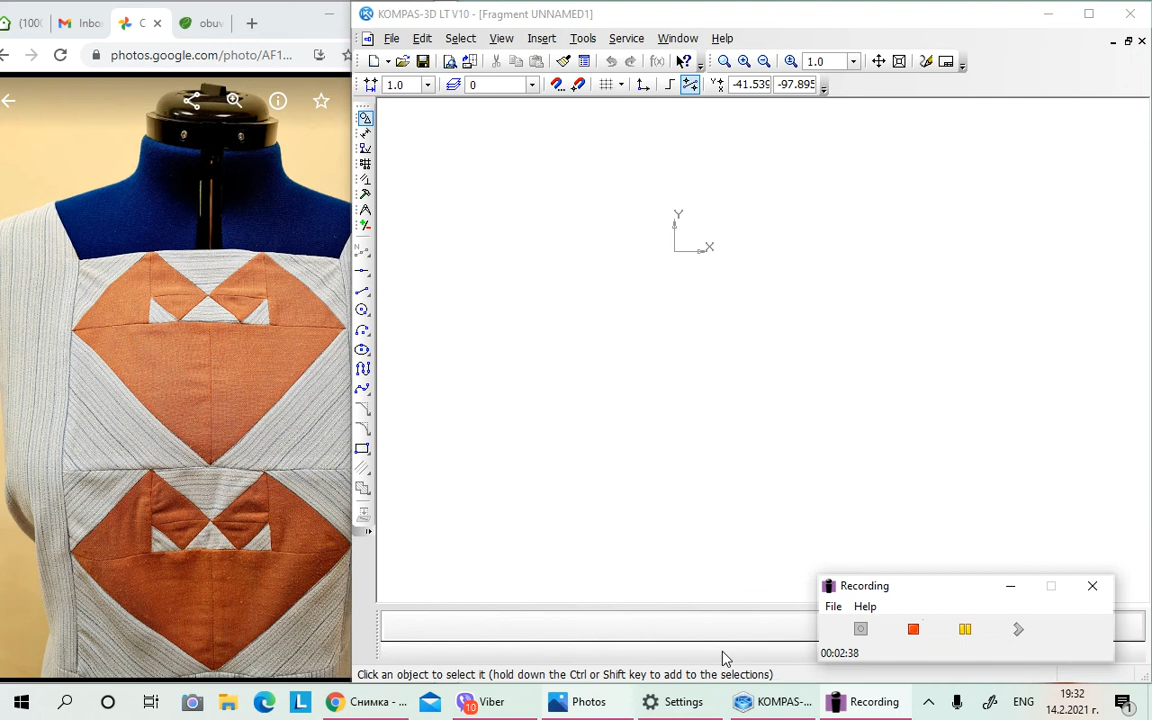 (100(
Inbo
C
obuv
photos.google.com/photo/AF1
KOMPAS-3D LT V10 - [Fragment UNNAMED1]
File Edit Select View Insert Tools Service Window Help
f(x) 1.0
1.0 0 -41.539 -97.895
Y
X
Recording
File Help
00:02:38
Click an object to select it (hold down the Ctrl or Shift key to add to the selections)
L Снимка - ... 10 Viber Photos Settings KOMPAS-... Recording ENG
19:32
14.2.2021 г.
1